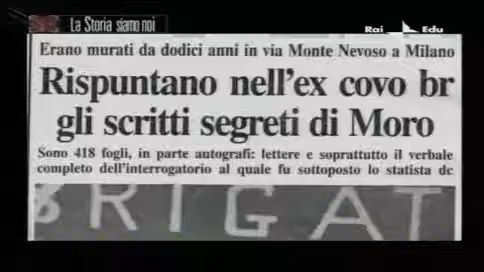 La Storia siamo noi
Rai Edu
Erano murati da dodici anni in via Monte Nevoso a Milano
Rispuntano nell'ex covo br
gli scritti segreti di Moro
Sono 418 fogli, in parte autografi: lettere e soprattutto il verbale
completo dell'interrogatorio al quale fu sottoposto lo statista dc
BRIGAT